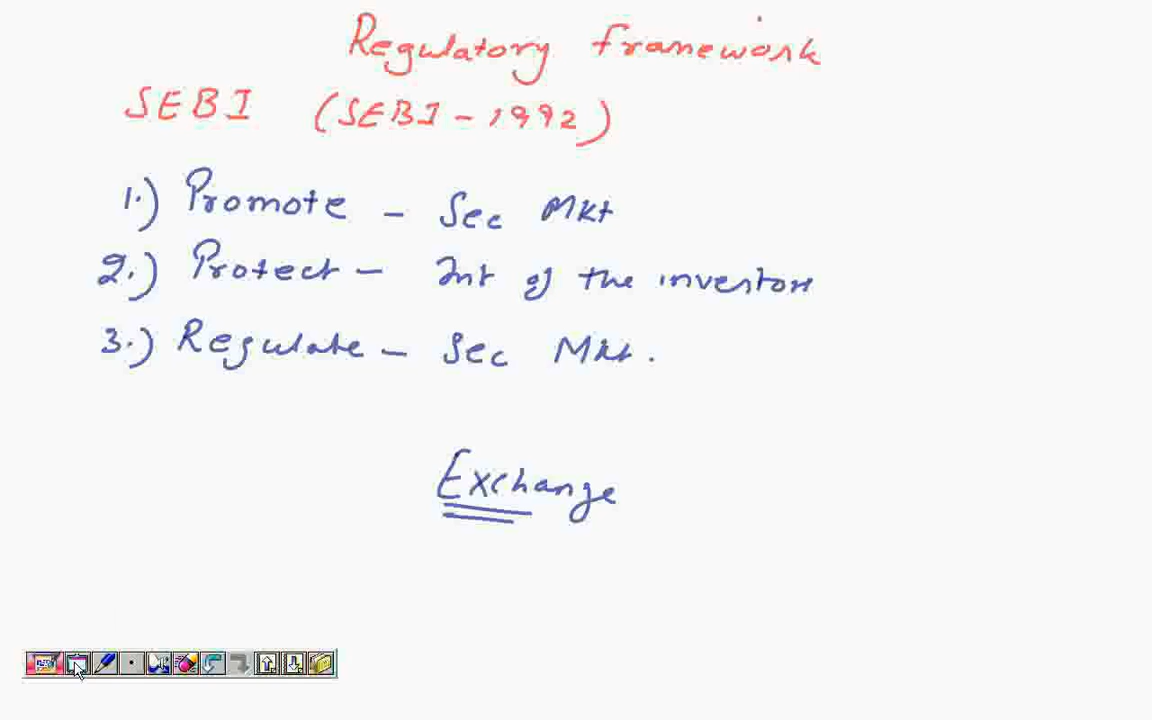 Regulatory framework
SEBI (SEBI - 1992)
1.) Promote - Sec Mkt
2.) Protect - Int of the investors
3.) Regulate - Sec Mkt.
Exchange